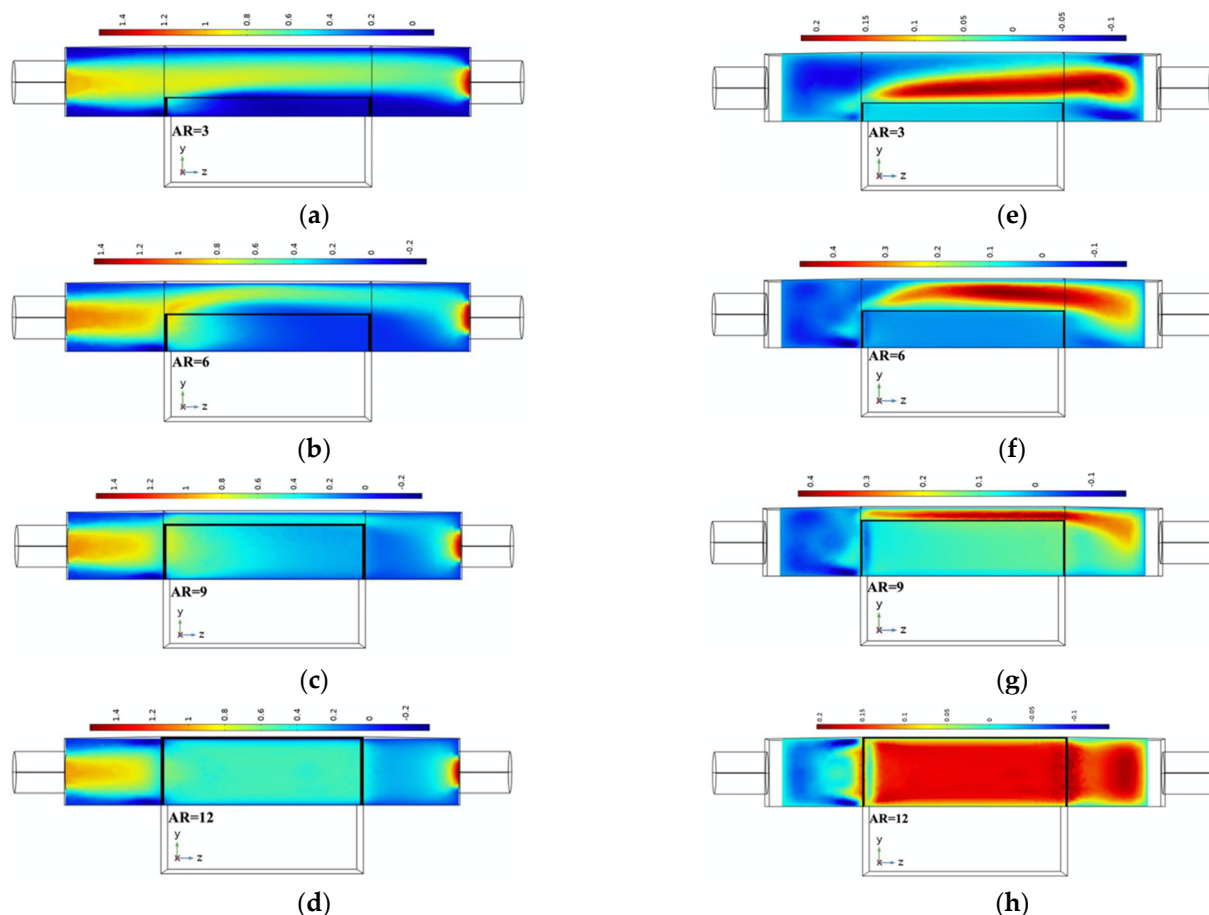 1.4 1.2 1 0.8 0.6 0.4 0.2 0
AR=3
y
z
(a)
0.2 0.15 0.1 0.05 0 -0.05 -0.1
AR=3
y
z
(e)
1.4 1.2 1 0.8 0.6 0.4 0.2 0 -0.2
AR=6
y
z
(b)
0.4 0.3 0.2 0.1 0 -0.1
AR=6
y
z
(f)
1.4 1.2 1 0.8 0.6 0.4 0.2 0 -0.2
AR=9
y
z
(c)
0.4 0.3 0.2 0.1 0 -0.1
AR=9
y
z
(g)
1.4 1.2 1 0.8 0.6 0.4 0.2 0 -0.2
AR=12
y
z
(d)
0.2 0.15 0.1 0.05 0 -0.05 -0.1
AR=12
y
z
(h)